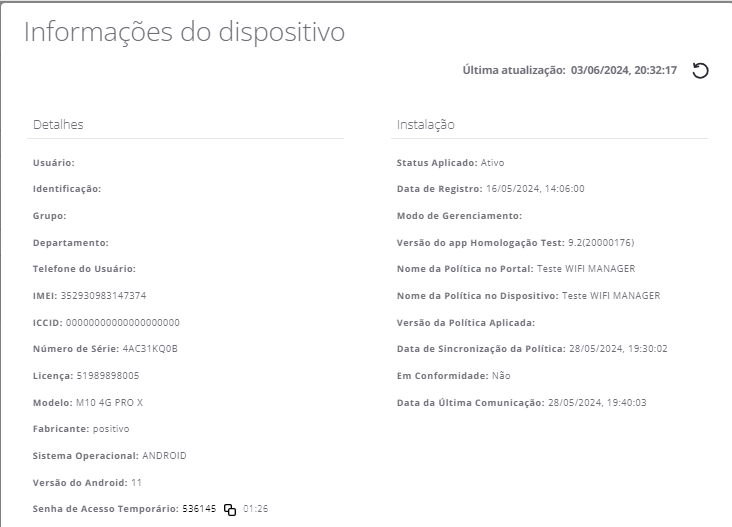 Informações do dispositivo
Última atualização: 03/06/2024, 20:32:17
Detalhes
Usuário:
Identificação:
Grupo:
Departamento:
Telefone do Usuário:
IMEI: 352930983147374
ICCID: 00000000000000000000
Número de Série: 4AC31KQ0B
Licença: 51989898005
Modelo: M10 4G PRO X
Fabricante: positivo
Sistema Operacional: ANDROID
Versão do Android: 11
Senha de Acesso Temporário: 536145 01:26
Instalação
Status Aplicado: Ativo
Data de Registro: 16/05/2024, 14:06:00
Modo de Gerenciamento:
Versão do app Homologação Test: 9.2(20000176)
Nome da Política no Portal: Teste WIFI MANAGER
Nome da Política no Dispositivo: Teste WIFI MANAGER
Versão da Política Aplicada:
Data de Sincronização da Política: 28/05/2024, 19:30:02
Em Conformidade: Não
Data da Última Comunicação: 28/05/2024, 19:40:03